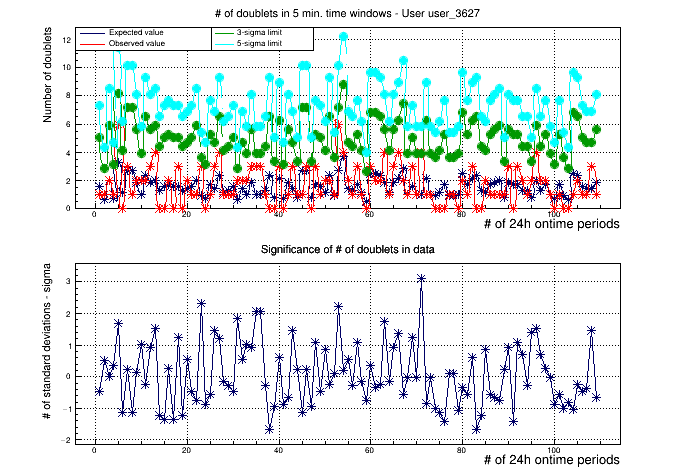 # of doublets in 5 min. time windows - User user_3627
Number of doublets
Expected value
3-sigma limit
Observed value
5-sigma limit
12
10
8
6
4
2
0
0 20 40 60 80 100
# of 24h ontime periods
Significance of # of doublets in data
# of standard deviations - sigma
3
2
1
0
−1
−2
0 20 40 60 80 100
# of 24h ontime periods